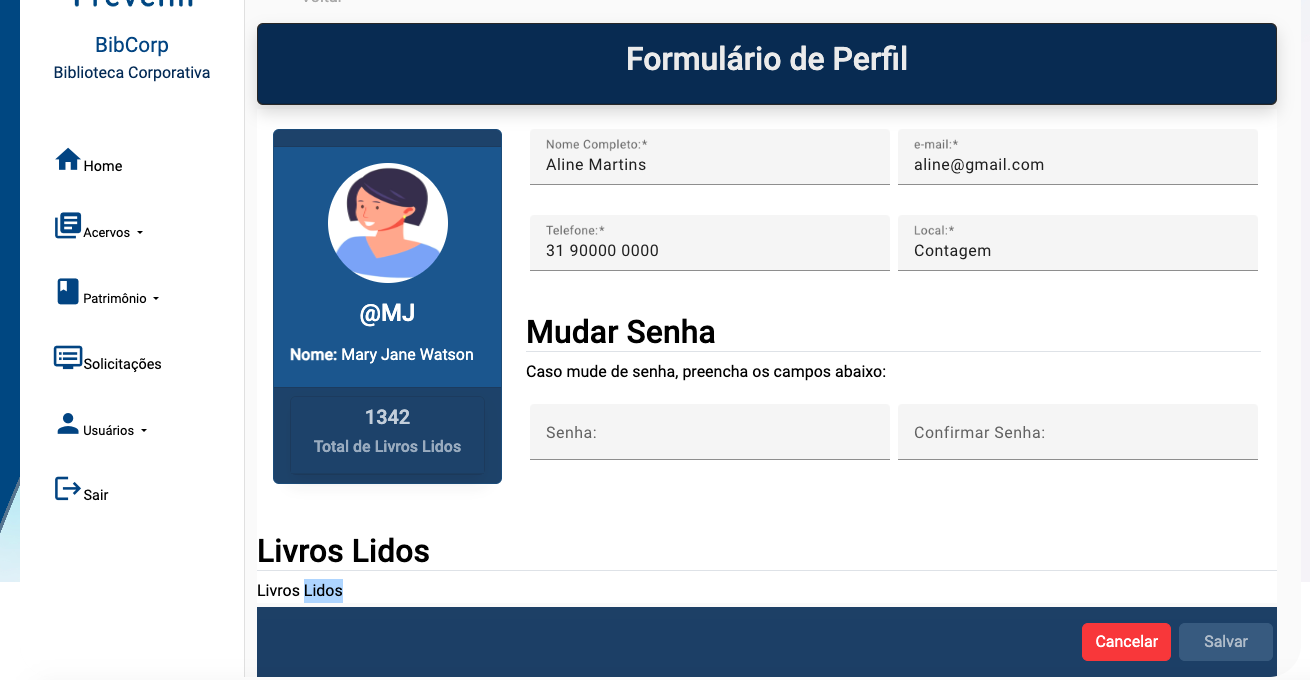 BibCorp
Biblioteca Corporativa
Home
Acervos
Patrimônio
Solicitações
Usuários
Sair
Voltar
Formulário de Perfil
@MJ
Nome: Mary Jane Watson
1342
Total de Livros Lidos
Nome Completo:*
Aline Martins
e-mail:*
aline@gmail.com
Telefone:*
31 90000 0000
Local:*
Contagem
Mudar Senha
Caso mude de senha, preencha os campos abaixo:
Senha:
Confirmar Senha:
Livros Lidos
Livros Lidos
Cancelar
Salvar